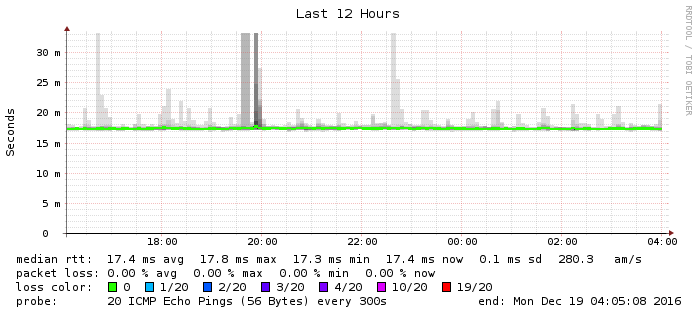 Last 12 Hours
RRDTOOL / TOBI OETIKER
Seconds
30 m
25 m
20 m
15 m
10 m
5 m
0
18:00 20:00 22:00 00:00 02:00 04:00
median rtt: 17.4 ms avg 17.8 ms max 17.3 ms min 17.4 ms now 0.1 ms sd 280.3 am/s
packet loss: 0.00 % avg 0.00 % max 0.00 % min 0.00 % now
loss color: 0 1/20 2/20 3/20 4/20 10/20 19/20
probe: 20 ICMP Echo Pings (56 Bytes) every 300s end: Mon Dec 19 04:05:08 2016